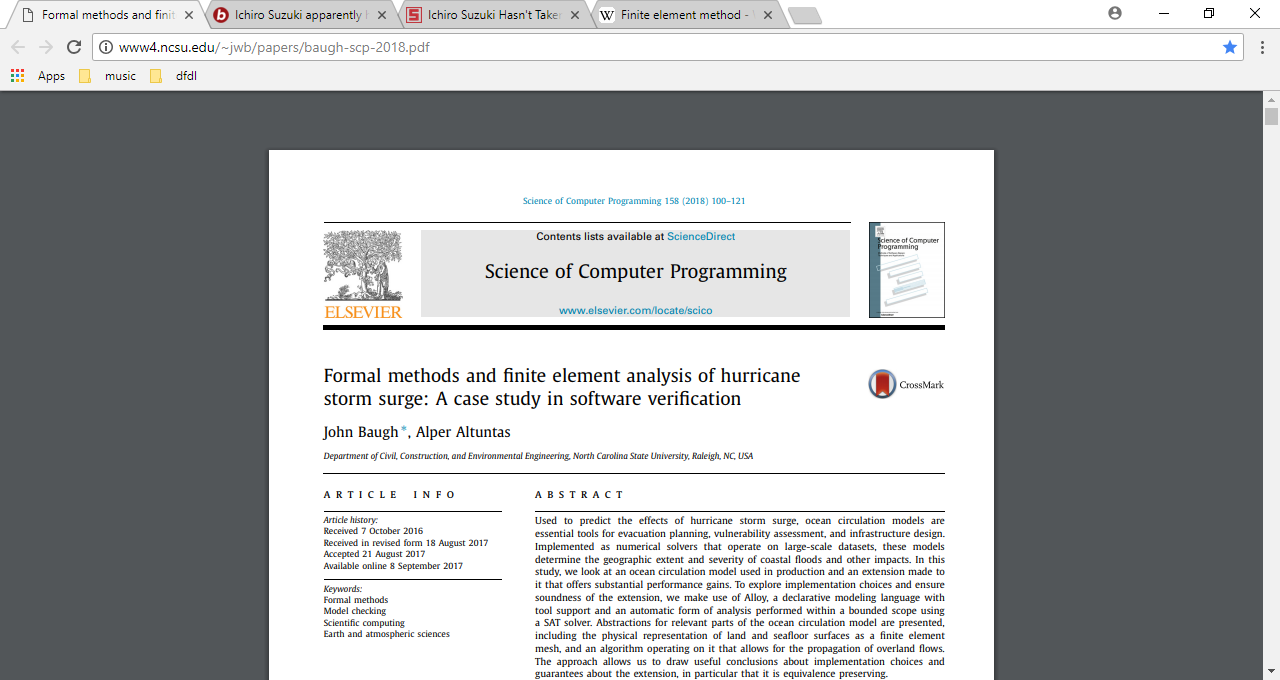 Formal methods and finit
Ichiro Suzuki apparently h
Ichiro Suzuki Hasn't Take
Finite element method -
www4.ncsu.edu/~jwb/papers/baugh-scp-2018.pdf
Apps music dfdl
Science of Computer Programming 158 (2018) 100–121
Contents lists available at ScienceDirect
Science of Computer Programming
www.elsevier.com/locate/scico
ELSEVIER
Science of Computer
Programming
Formal methods and finite element analysis of hurricane
storm surge: A case study in software verification
CrossMark
John Baugh*, Alper Altuntas
Department of Civil, Construction, and Environmental Engineering, North Carolina State University, Raleigh, NC, USA
ARTICLE INFO
Article history:
Received 7 October 2016
Received in revised form 18 August 2017
Accepted 21 August 2017
Available online 8 September 2017
Keywords:
Formal methods
Model checking
Scientific computing
Earth and atmospheric sciences
ABSTRACT
Used to predict the effects of hurricane storm surge, ocean circulation models are
essential tools for evacuation planning, vulnerability assessment, and infrastructure design.
Implemented as numerical solvers that operate on large-scale datasets, these models
determine the geographic extent and severity of coastal floods and other impacts. In this
study, we look at an ocean circulation model used in production and an extension made to
it that offers substantial performance gains. To explore implementation choices and ensure
soundness of the extension, we make use of Alloy, a declarative modeling language with
tool support and an automatic form of analysis performed within a bounded scope using
a SAT solver. Abstractions for relevant parts of the ocean circulation model are presented,
including the physical representation of land and seafloor surfaces as a finite element
mesh, and an algorithm operating on it that allows for the propagation of overland flows.
The approach allows us to draw useful conclusions about implementation choices and
guarantees about the extension, in particular that it is equivalence preserving.